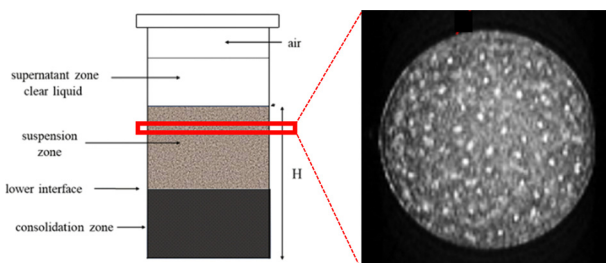 air
supernatant zone
clear liquid
suspension
zone
H
lower interface
consolidation zone